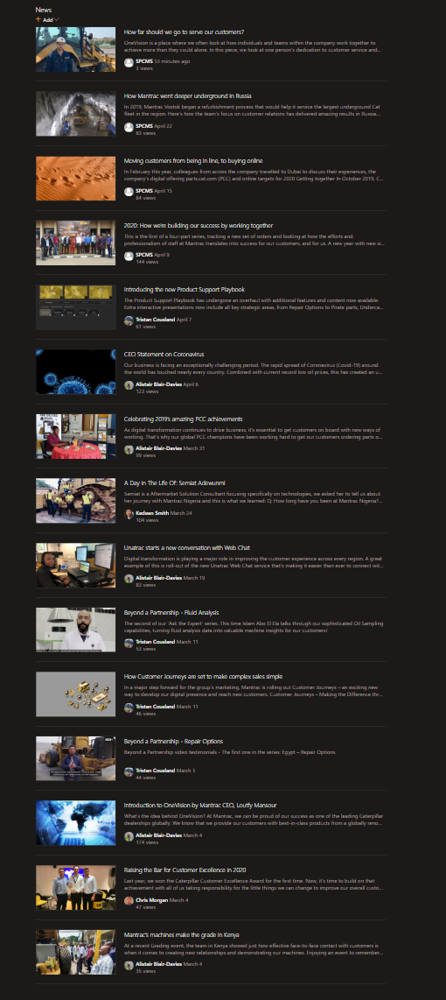 News
+ Add
How far should we go to serve our customers?
OneVision is a place where we often look at how individuals and teams within the company work together to
achieve more than they could alone. In this piece, we look at one person's dedication to customer service and...
SPCMS 53 minutes ago
3 views
How Mantrac went deeper underground in Russia
In 2019, Mantrac Vostok began a refurbishment process that would help it service the largest underground Cat
fleet in the region. Here's how the team's focus on customer relations has delivered amazing results in Russia...
SPCMS April 22
83 views
Moving customers from being in line, to buying online
In February this year, colleagues from across the company travelled to Dubai to discuss their experiences, the
company's digital offering parts.cat.com (PCC) and online targets for 2020 Getting together In October 2019, C...
SPCMS April 15
84 views
2020: How we're building our success by working together
This is the first of a four-part series, tracking a new set of orders and looking at how the efforts and
professionalism of staff at Mantrac translates into success for our customers, and for us. A new year with new s...
SPCMS April 9
144 views
Introducing the new Product Support Playbook
The Product Support Playbook has undergone an overhaul with additional features and content now available.
Extra interactive presentations now include all key strategic areas, from Repair Options to Pirate parts, Underca...
Tristan Cousland April 7
61 views
CEO Statement on Coronavirus
Our business is facing an exceptionally challenging period. The rapid spread of Coronavirus (Covid-19) around
the world has touched nearly every country. Combined with current record low oil prices, this has created an u...
Alistair Blair-Davies April 6
123 views
Celebrating 2019's amazing PCC achievements
As digital transformation continues to drive business, it's essential to get customers on board with new ways of
working. That's why our global PCC champions have been working hard to get our customers ordering parts o...
Alistair Blair-Davies March 31
99 views
A Day In The Life Of: Semiat Adewunmi
Semiat is a Aftermarket Solution Consultant focusing specifically on technologies, we asked her to tell us about
her journey with Mantrac Nigeria and this is what we learned: Q: How long have you been at Mantrac Nigeria?...
Kedean Smith March 24
104 views
Unatrac starts a new conversation with Web Chat
Digital transformation is playing a major role in improving the customer experience across every region. A great
example of this is roll-out of the new Unatrac Web Chat service that's making it easier than ever to connect wit...
Alistair Blair-Davies March 19
83 views
Beyond a Partnership - Fluid Analysis
The second of our 'Ask the Expert' series. This time Islam Abo El Ela talks through our sophisticated Oil Sampling
capabilities, turning fluid analysis data into valuable machine insights for our customers!
Tristan Cousland March 11
53 views
How Customer Journeys are set to make complex sales simple
In a major step forward for the group's marketing, Mantrac is rolling out Customer Journeys – an exciting new
way to develop our digital presence and reach new customers. Customer Journeys – Making the Difference thr...
Tristan Cousland March 11
46 views
Beyond a Partnership - Repair Options
Beyond a Partnership video testimonials - The first one in the series: Egypt – Repair Options
Tristan Cousland March 5
44 views
Introduction to OneVision by Mantrac CEO, Loutfy Mansour
What's the idea behind OneVision? At Mantrac, we can be proud of our success as one of the leading Caterpillar
dealerships globally. We know that we provide our customers with best-in-class products from a globally reno...
Alistair Blair-Davies March 4
174 views
Raising the Bar for Customer Excellence in 2020
Last year, we won the Caterpillar Customer Excellence Award for the first time. Now, it's time to build on that
achievement with all of us taking responsibility for the little things we can change to improve our overall custo...
Chris Morgan March 4
47 views
Mantrac's machines make the grade in Kenya
At a recent Grading event, the team in Kenya showed just how effective face-to-face contact with customers is
when it comes to creating new relationships and demonstrating our machines. Enjoying an event to remember...
Alistair Blair-Davies March 4
35 views